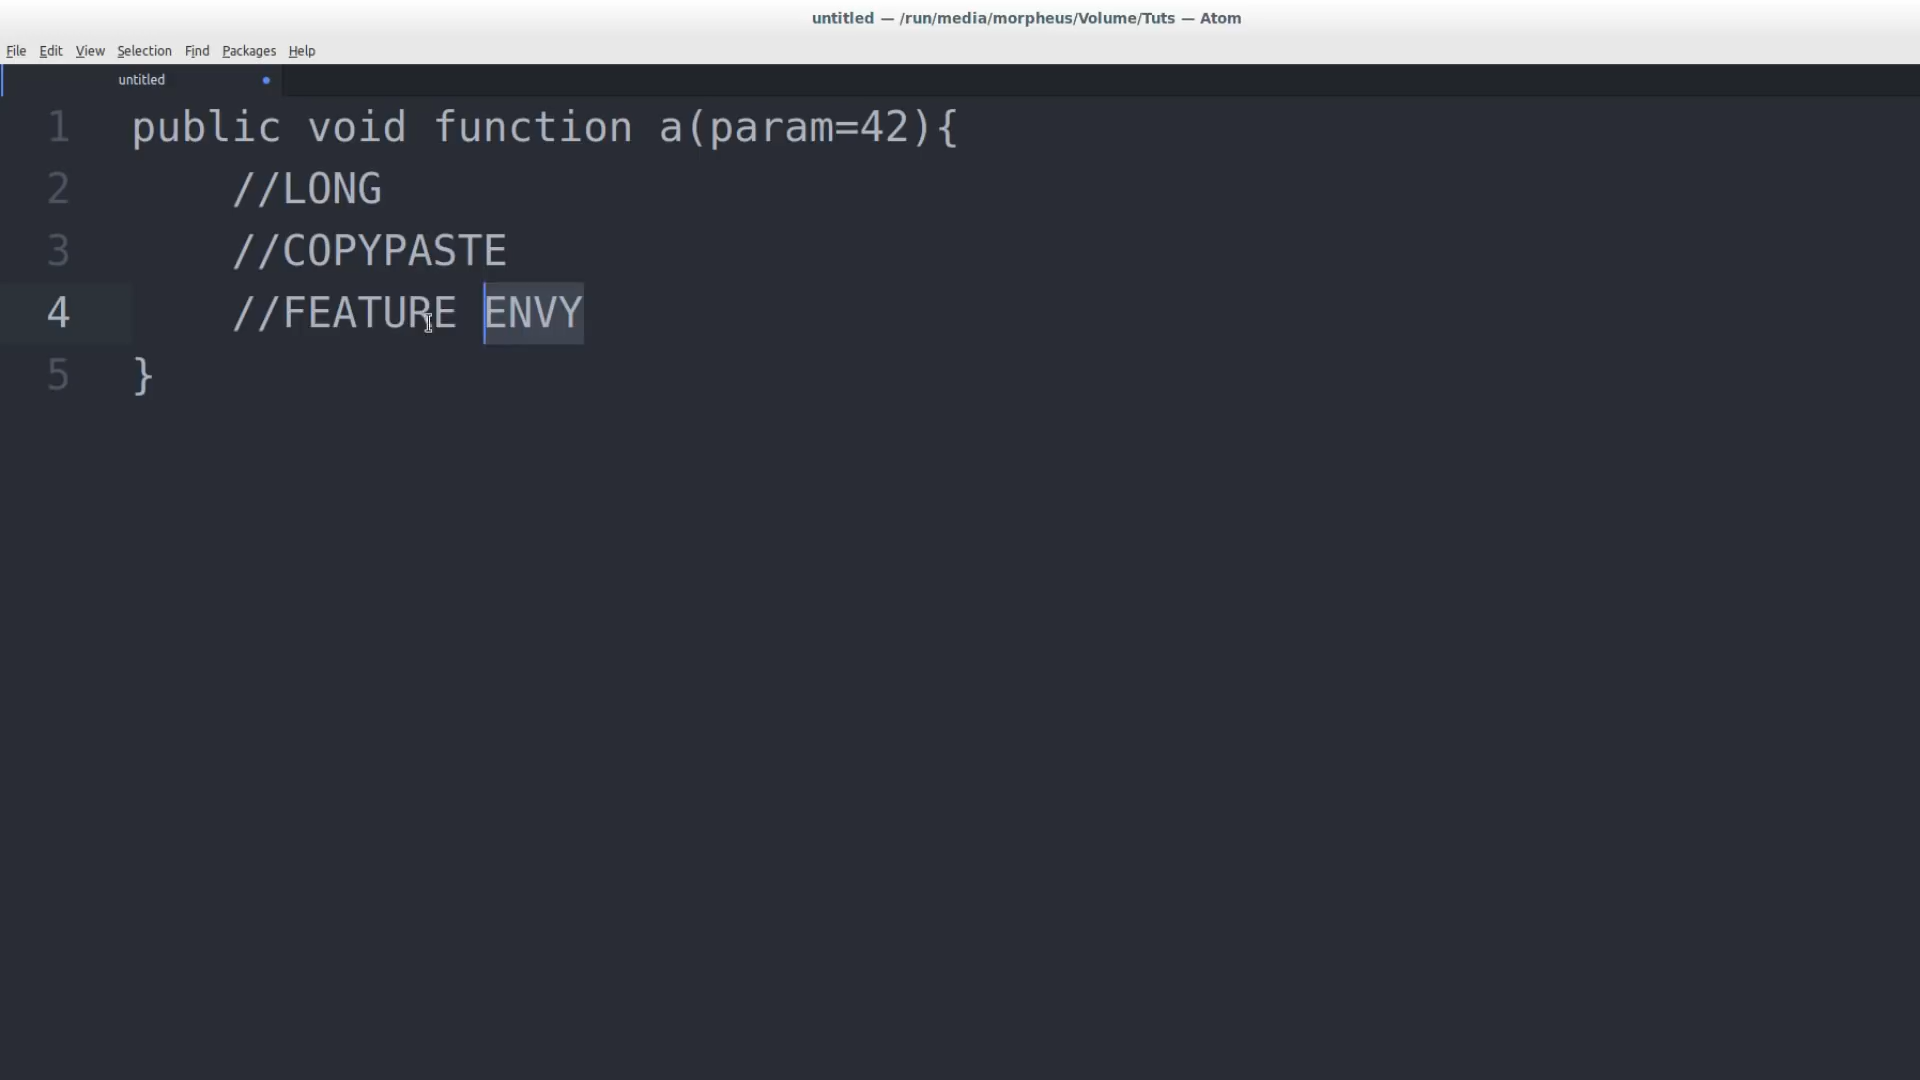 untitled — /run/media/morpheus/Volume/Tuts — Atom
File Edit View Selection Find Packages Help
untitled
1 public void function a(param=42){
2 //LONG
3 //COPYPASTE
4 //FEATURE ENVY
5 }